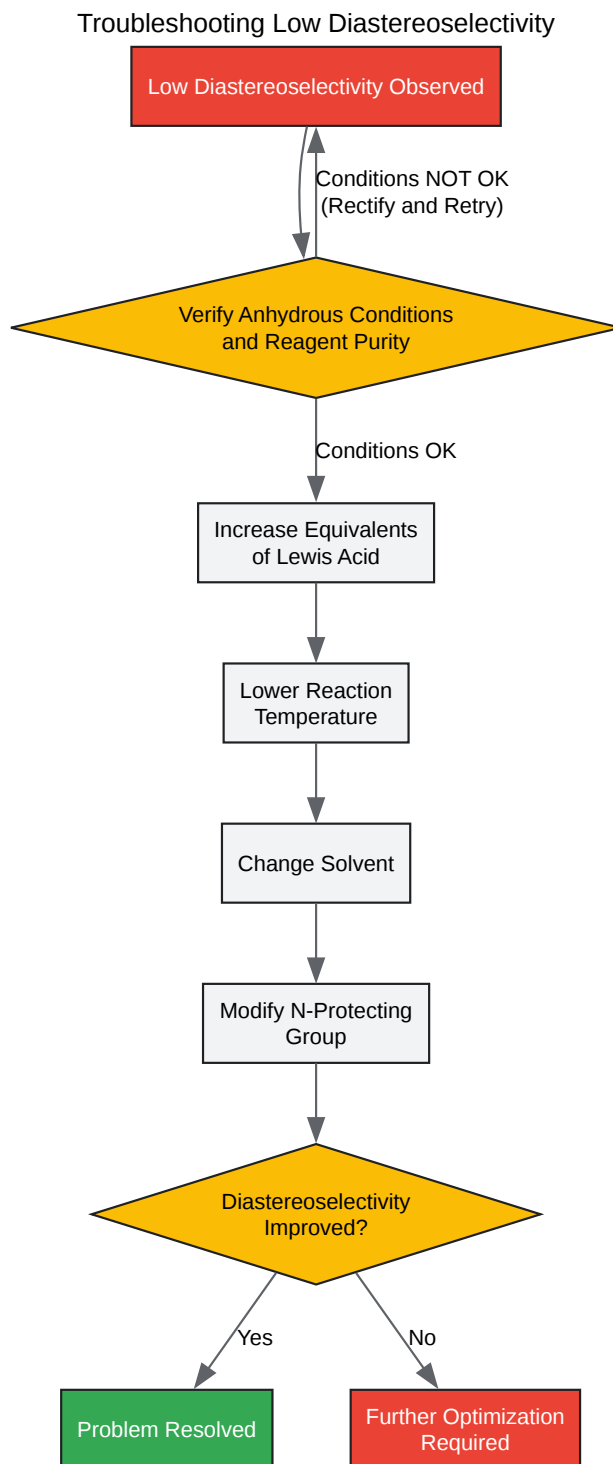 Troubleshooting Low Diastereoselectivity
Low Diastereoselectivity Observed
Conditions NOT OK
(Rectify and Retry)
Verify Anhydrous Conditions
and Reagent Purity
Conditions OK
Increase Equivalents
of Lewis Acid
Lower Reaction
Temperature
Change Solvent
Modify N-Protecting
Group
Diastereoselectivity
Improved?
Yes
No
Problem Resolved
Further Optimization
Required